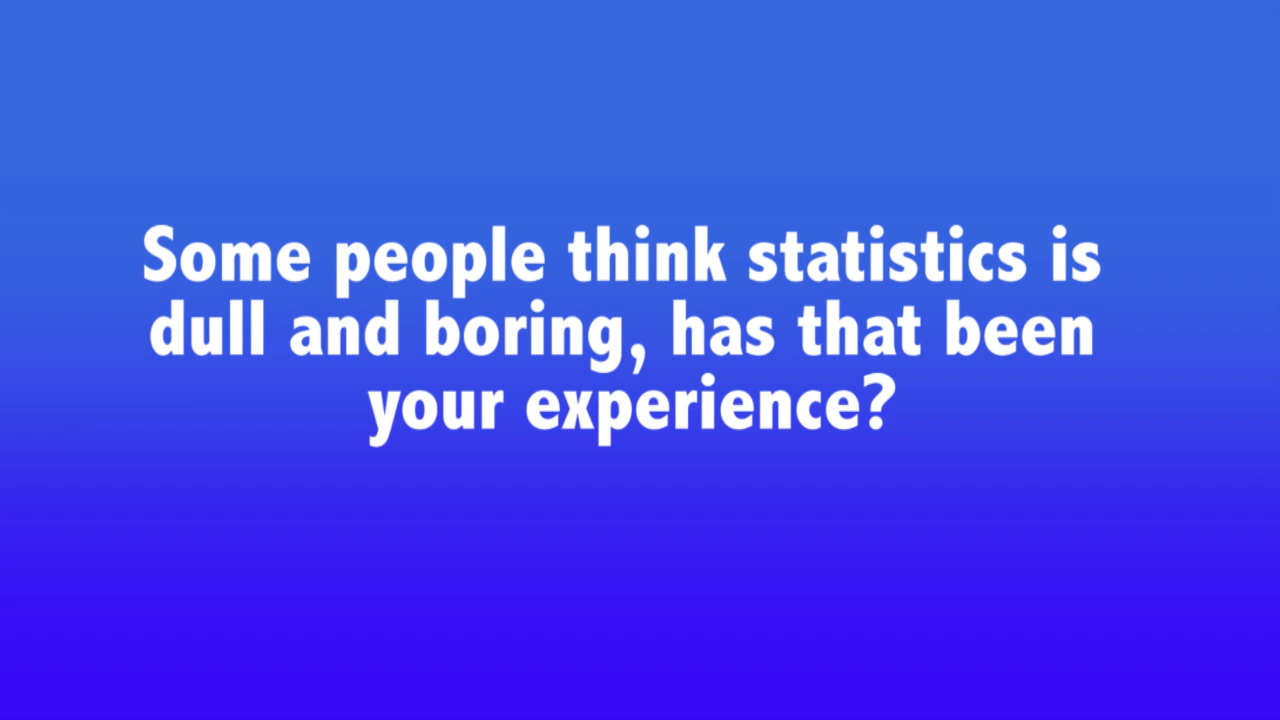 Some people think statistics is
dull and boring, has that been
your experience?